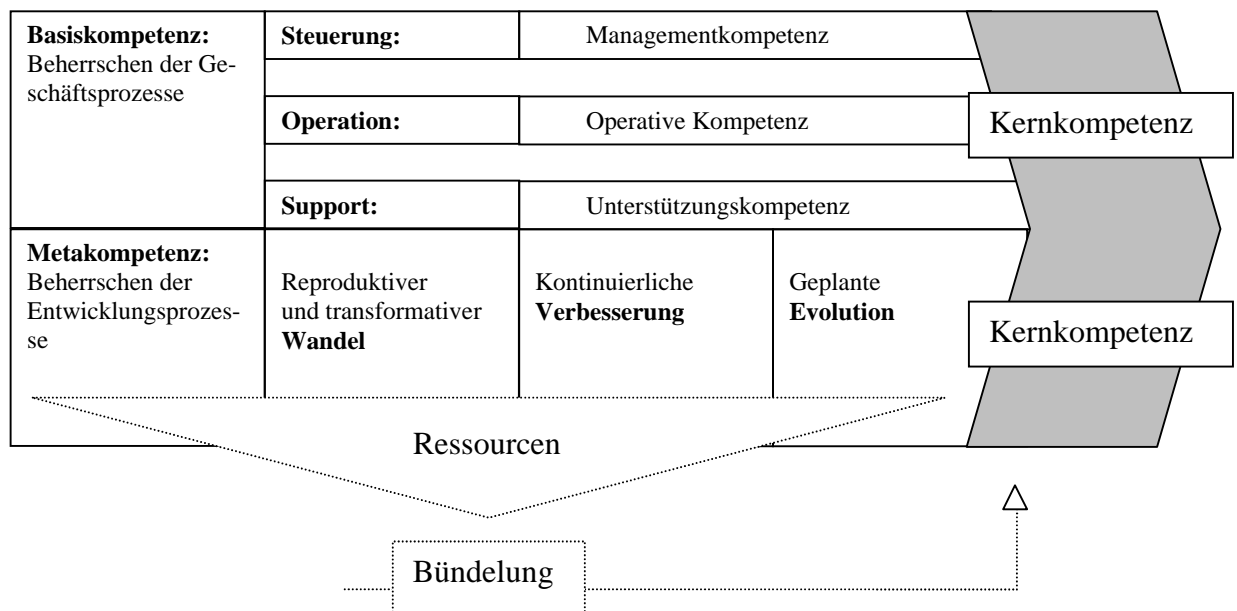 Basiskompetenz:
Beherrschen der Ge-
schäftsprozesse
Steuerung:
Managementkompetenz
Operation:
Operative Kompetenz
Support:
Unterstützungskompetenz
Kernkompetenz
Metakompetenz:
Beherrschen der
Entwicklungsprozes-
se
Reproduktiver
und transformativer
Wandel
Kontinuierliche
Verbesserung
Geplante
Evolution
Kernkompetenz
Ressourcen
Bündelung